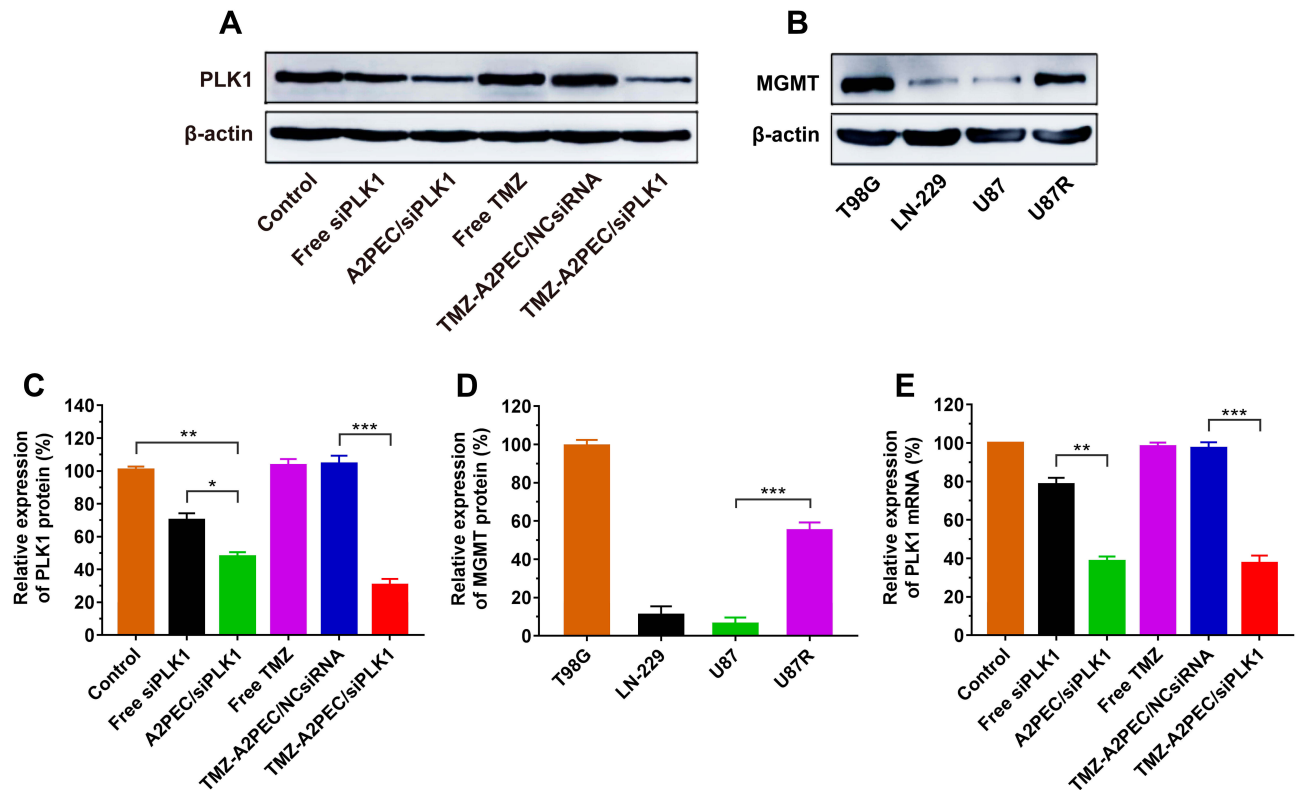 A
PLK1
β-actin
Control
Free siPLK1
A2PEC/siPLK1
Free TMZ
TMZ-A2PEC/NCsiRNA
TMZ-A2PEC/siPLK1
B
MGMT
β-actin
T98G
LN-229
U87
U87R
C
Relative expression
of PLK1 protein (%)
140
120
100
80
60
40
20
0
**
*
***
Control
Free siPLK1
A2PEC/siPLK1
Free TMZ
TMZ-A2PEC/NCsiRNA
TMZ-A2PEC/siPLK1
D
Relative expression
of MGMT protein (%)
120
100
80
60
40
20
0
***
T98G
LN-229
U87
U87R
E
Relative expression
of PLK1 mRNA (%)
120
100
80
60
40
20
0
**
***
Control
Free siPLK1
A2PEC/siPLK1
Free TMZ
TMZ-A2PEC/NCsiRNA
TMZ-A2PEC/siPLK1